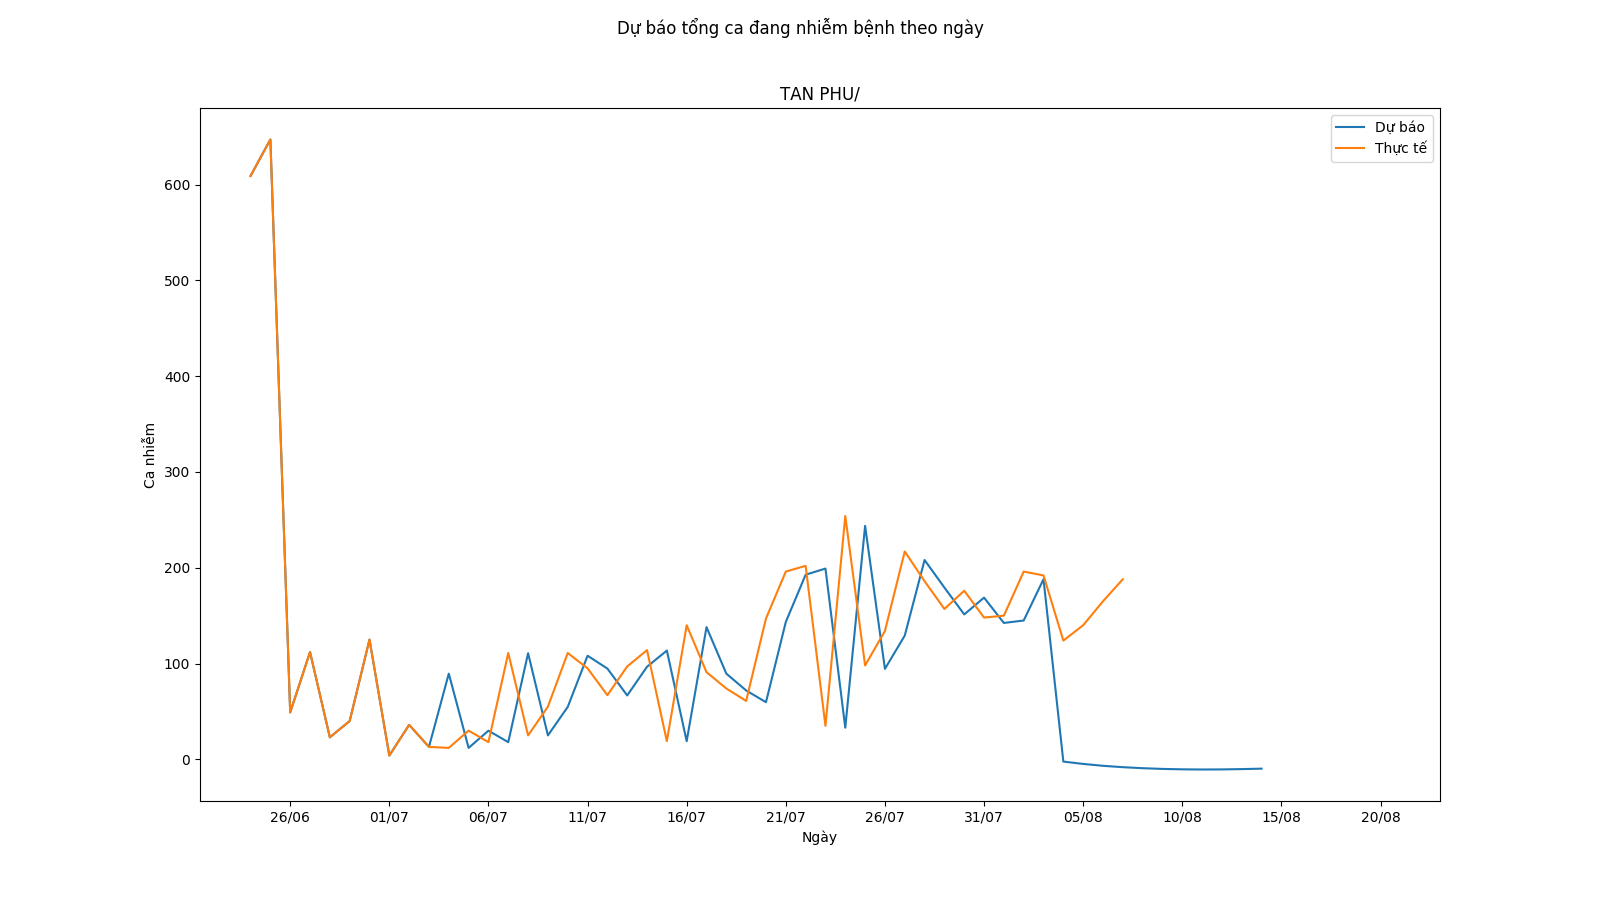 Dự báo tổng ca đang nhiễm bệnh theo ngày
TAN PHU/
Dự báo
Thực tế
600
500
400
300
200
100
0
Ca nhiễm
26/06 01/07 06/07 11/07 16/07 21/07 26/07 31/07 05/08 10/08 15/08 20/08
Ngày